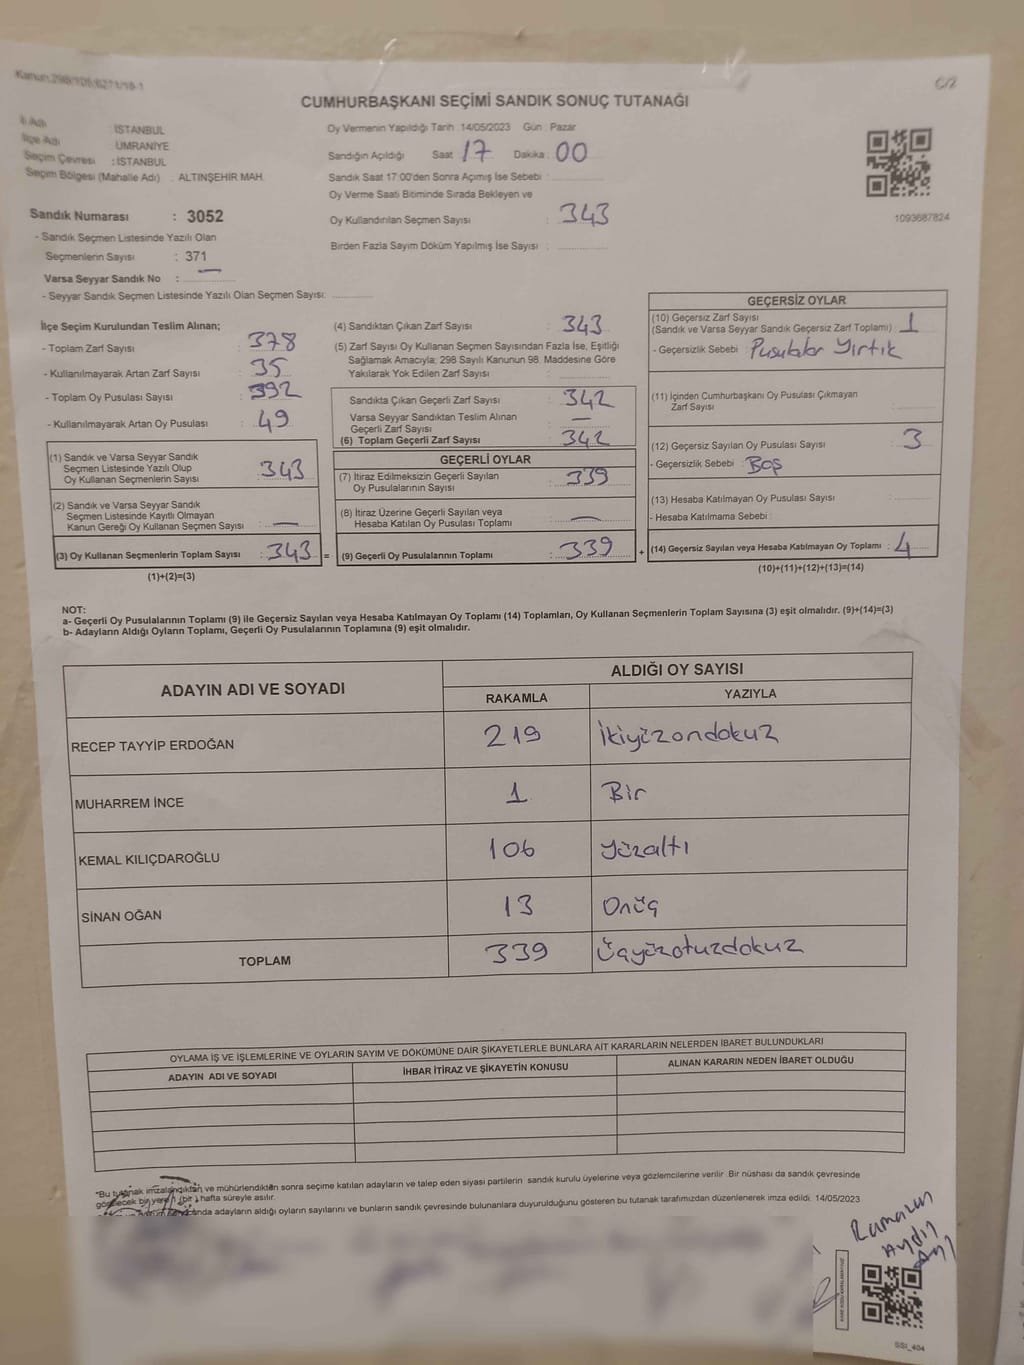 Kanun:298/105/6271/18-1
C/2
CUMHURBAŞKANI SEÇİMİ SANDIK SONUÇ TUTANAĞI
İl Adı : İSTANBUL
İlçe Adı : ÜMRANİYE
Seçim Çevresi : İSTANBUL
Seçim Bölgesi (Mahalle Adı) : ALTINŞEHİR MAH.
Sandık Numarası : 3052
- Sandık Seçmen Listesinde Yazılı Olan
Seçmenlerin Sayısı : 371
Varsa Seyyar Sandık No : —
- Seyyar Sandık Seçmen Listesinde Yazılı Olan Seçmen Sayısı:
Oy Vermenin Yapıldığı Tarih :14/05/2023 Gün : Pazar
Sandığın Açıldığı Saat : 17 Dakika : 00
Sandık Saat 17:00'den Sonra Açımış İse Sebebi :
Oy Verme Saati Bitiminde Sırada Bekleyen ve
Oy Kullandırılan Seçmen Sayısı : 343
Birden Fazla Sayım Döküm Yapılmış İse Sayısı :
1093687824
İlçe Seçim Kurulundan Teslim Alınan;
- Toplam Zarf Sayısı : 378
- Kullanılmayarak Artan Zarf Sayısı : 35
- Toplam Oy Pusulası Sayısı : 392
- Kullanılmayarak Artan Oy Pusulası : 49
(1) Sandık ve Varsa Seyyar Sandık
Seçmen Listesinde Yazılı Olup
Oy Kullanan Seçmenlerin Sayısı : 343
(2) Sandık ve Varsa Seyyar Sandık
Seçmen Listesinde Kayıtlı Olmayan
Kanun Gereği Oy Kullanan Seçmen Sayısı : —
(3) Oy Kullanan Seçmenlerin Toplam Sayısı : 343 =
(1)+(2)=(3)
(4) Sandıktan Çıkan Zarf Sayısı : 343
(5) Zarf Sayısı Oy Kullanan Seçmen Sayısından Fazla İse, Eşitliği
Sağlamak Amacıyla; 298 Sayılı Kanunun 98. Maddesine Göre
Yakılarak Yok Edilen Zarf Sayısı :
Sandıkta Çıkan Geçerli Zarf Sayısı : 342
Varsa Seyyar Sandıktan Teslim Alınan
Geçerli Zarf Sayısı : —
(6) Toplam Geçerli Zarf Sayısı : 342
GEÇERLİ OYLAR
(7) İtiraz Edilmeksizin Geçerli Sayılan
Oy Pusulalarının Sayısı : 339
(8) İtiraz Üzerine Geçerli Sayılan veya
Hesaba Katılan Oy Pusulası Toplamı : —
(9) Geçerli Oy Pusulalarının Toplamı : 339 +
GEÇERSİZ OYLAR
(10) Geçersiz Zarf Sayısı
(Sandık ve Varsa Seyyar Sandık Geçersiz Zarf Toplamı) : 1
- Geçersizlik Sebebi : Pusulalar Yırtık
(11) İçinden Cumhurbaşkanı Oy Pusulası Çıkmayan
Zarf Sayısı :
(12) Geçersiz Sayılan Oy Pusulası Sayısı : 3
- Geçersizlik Sebebi : Boş
(13) Hesaba Katılmayan Oy Pusulası Sayısı :
- Hesaba Katılmama Sebebi :
(14) Geçersiz Sayılan veya Hesaba Katılmayan Oy Toplamı : 4
(10)+(11)+(12)+(13)=(14)
NOT:
a- Geçerli Oy Pusulalarının Toplamı (9) ile Geçersiz Sayılan veya Hesaba Katılmayan Oy Toplamı (14) Toplamları, Oy Kullanan Seçmenlerin Toplam Sayısına (3) eşit olmalıdır. (9)+(14)=(3)
b- Adayların Aldığı Oyların Toplamı, Geçerli Oy Pusulalarının Toplamına (9) eşit olmalıdır.
ADAYIN ADI VE SOYADI
ALDIĞI OY SAYISI
RAKAMLA YAZIYLA
RECEP TAYYİP ERDOĞAN 219 İkiyüzondokuz
MUHARREM İNCE 1 Bir
KEMAL KILIÇDAROĞLU 106 Yüzaltı
SİNAN OĞAN 13 Onüç
TOPLAM 339 Üçyüzotuzdokuz
OYLAMA İŞ VE İŞLEMLERİNE VE OYLARIN SAYIM VE DÖKÜMÜNE DAİR ŞİKAYETLERLE BUNLARA AİT KARARLARIN NELERDEN İBARET BULUNDUKLARI
ADAYIN ADI VE SOYADI İHBAR İTİRAZ VE ŞİKAYETİN KONUSU ALINAN KARARIN NEDEN İBARET OLDUĞU
"Bu tutanak imzalandıktan ve mühürlendikten sonra seçime katılan adayların ve talep eden siyasi partilerin sandık kurulu üyelerine veya gözlemcilerine verilir. Bir nüshası da sandık çevresinde
görülecek bir yere 1 (bir) hafta süreyle asılır.
adayların aldığı oyların sayılarını ve bunların sandık çevresinde bulunanlara duyurulduğunu gösteren bu tutanak tarafımızdan düzenlenerek imza edildi. 14/05/2023
Ramazan
Aydın
SSI_404